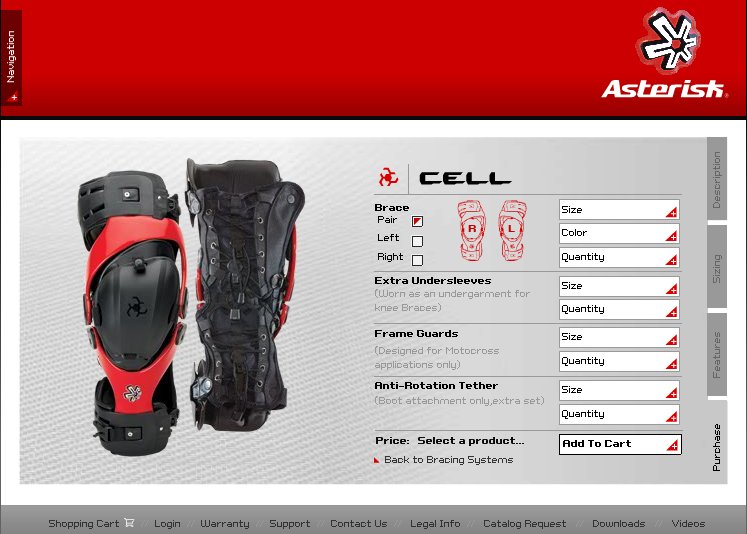 Navigation
+
Asterisk®
CELL
Brace
Pair
Left
Right
R
L
Size
Color
Quantity
Extra Undersleeves
(Worn as an undergarment for
knee Braces)
Size
Quantity
Frame Guards
(Designed for Motocross
applications only)
Size
Quantity
Anti-Rotation Tether
(Boot attachment only,extra set)
Size
Quantity
Price: Select a product...
Add To Cart
Back to Bracing Systems
Description
Sizing
Features
Purchase
Shopping Cart // Login // Warranty // Support // Contact Us // Legal Info // Catalog Request // Downloads // Videos